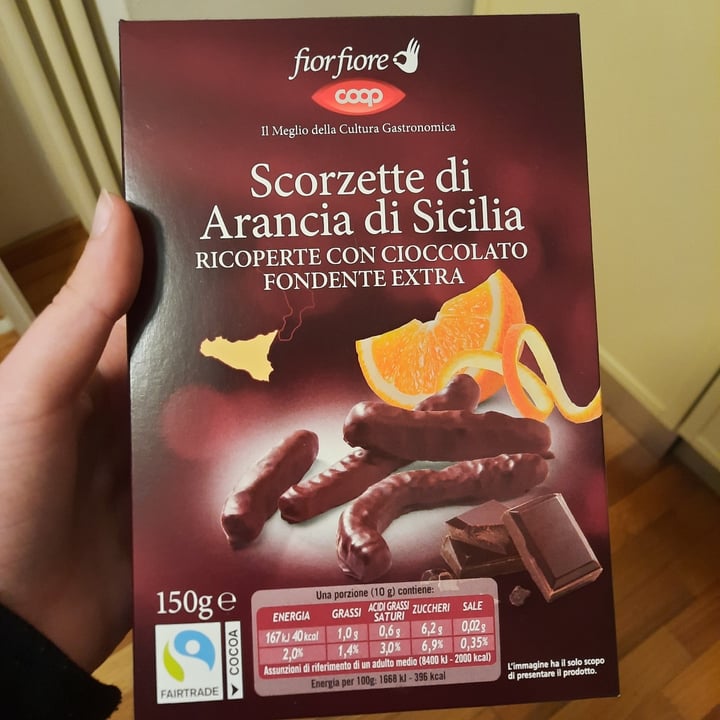 fiorfiore
coop
Il Meglio della Cultura Gastronomica
Scorzette di
Arancia di Sicilia
RICOPERTE CON CIOCCOLATO
FONDENTE EXTRA
150g e
FAIRTRADE
COCOA
Una porzione (10 g) contiene:
ENERGIA GRASSI ACIDI GRASSI SATURI ZUCCHERI SALE
167 kJ 40 kcal 1,0 g 0,6 g 6,2 g 0,02 g
2,0% 1,4% 3,0% 6,9% 0,35%
Assunzioni di riferimento di un adulto medio (8400 kJ - 2000 kcal)
Energia per 100g: 1668 kJ - 396 kcal
L'immagine ha il solo scopo
di presentare il prodotto.